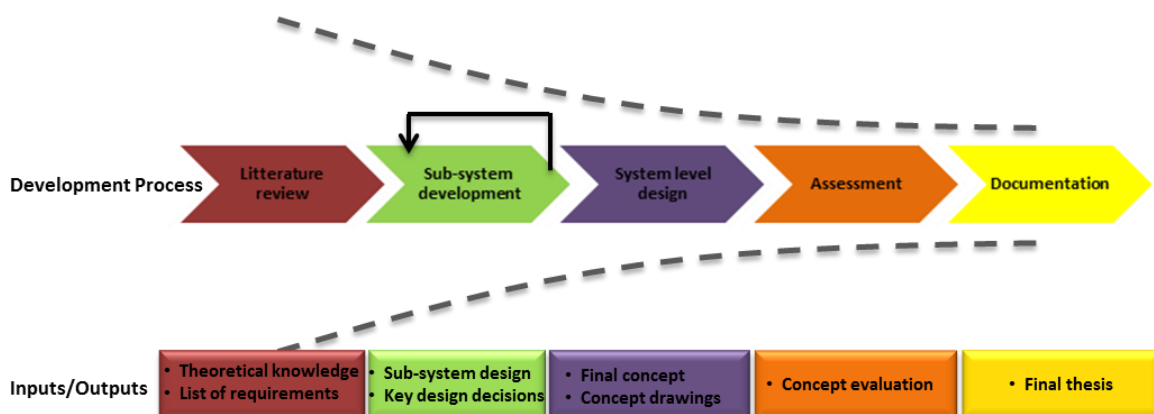 Development Process
Litterature
review
Sub-system
development
System level
design
Assessment
Documentation
Inputs/Outputs
• Theoretical knowledge
• List of requirements
• Sub-system design
• Key design decisions
• Final concept
• Concept drawings
• Concept evaluation
• Final thesis